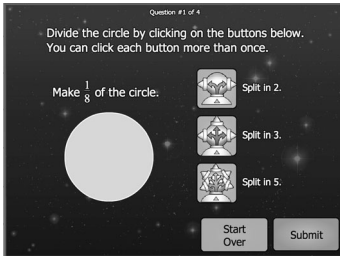 Question #1 of 4
Divide the circle by clicking on the buttons below.
You can click each button more than once.
Make 1/8 of the circle.
Split in 2.
Split in 3.
Split in 5.
Start
Over
Submit